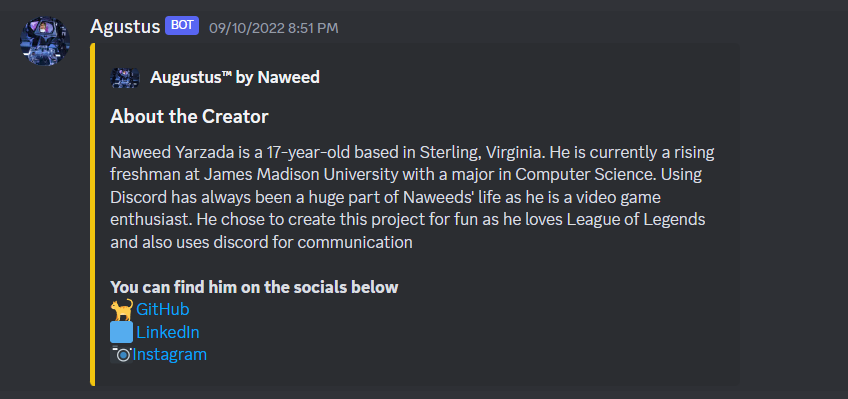 Agustus BOT 09/10/2022 8:51 PM
Augustus™ by Naweed
About the Creator
Naweed Yarzada is a 17-year-old based in Sterling, Virginia. He is currently a rising
freshman at James Madison University with a major in Computer Science. Using
Discord has always been a huge part of Naweeds' life as he is a video game
enthusiast. He chose to create this project for fun as he loves League of Legends
and also uses discord for communication
You can find him on the socials below
GitHub
LinkedIn
Instagram